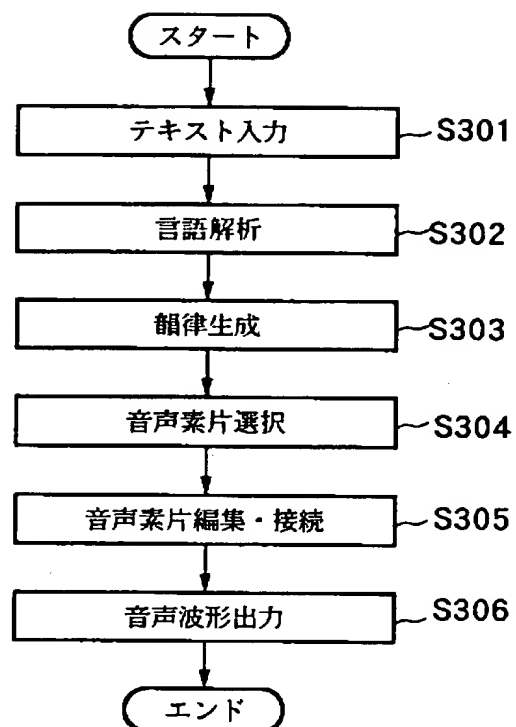 スタート
テキスト入力 S301
言語解析 S302
韻律生成 S303
音声素片選択 S304
音声素片編集・接続 S305
音声波形出力 S306
エンド